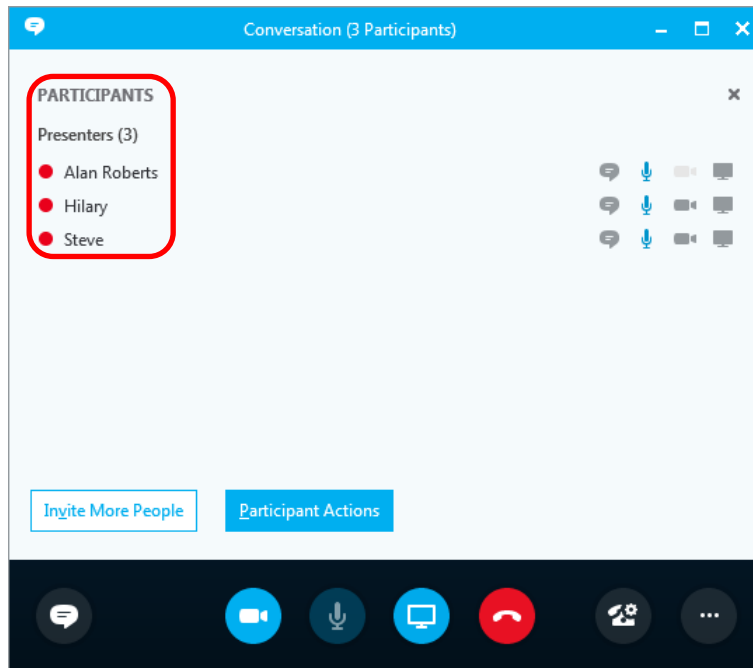 Conversation (3 Participants)
PARTICIPANTS
Presenters (3)
Alan Roberts
Hilary
Steve
Invite More People
Participant Actions